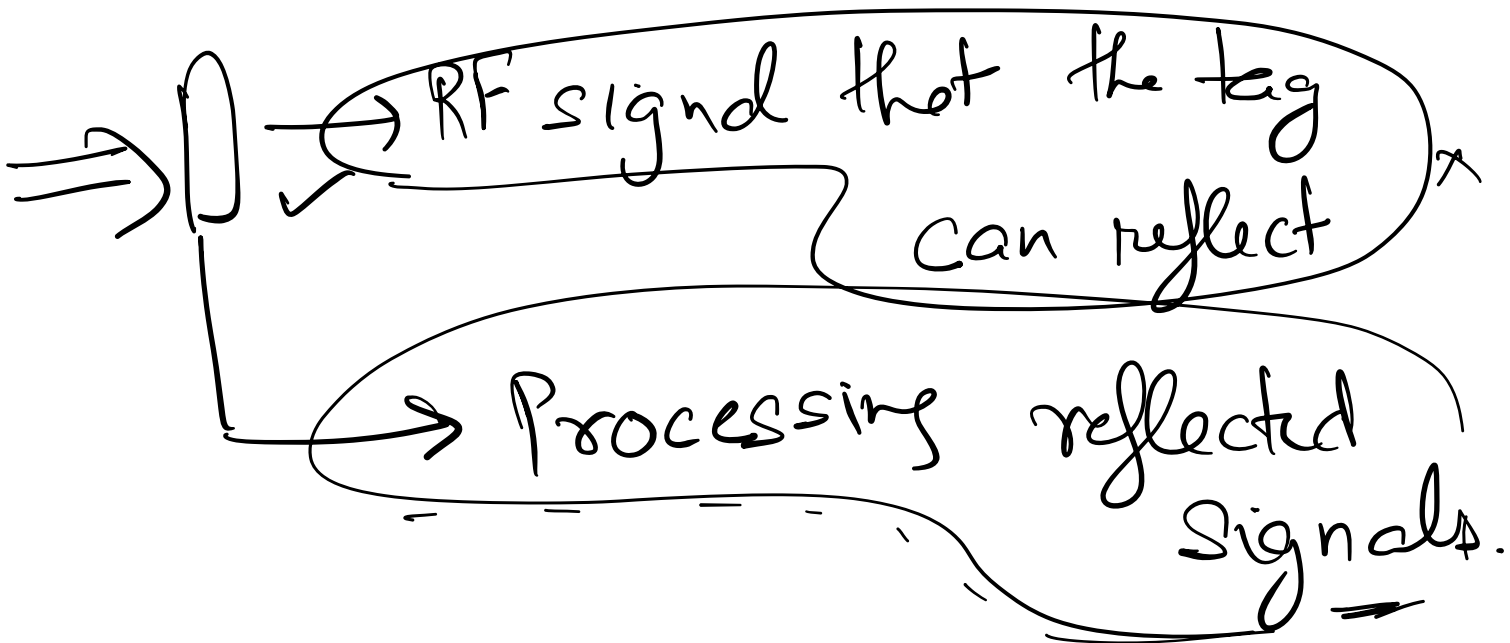 RF signal that the tag
can reflect
Processing reflected
signals.